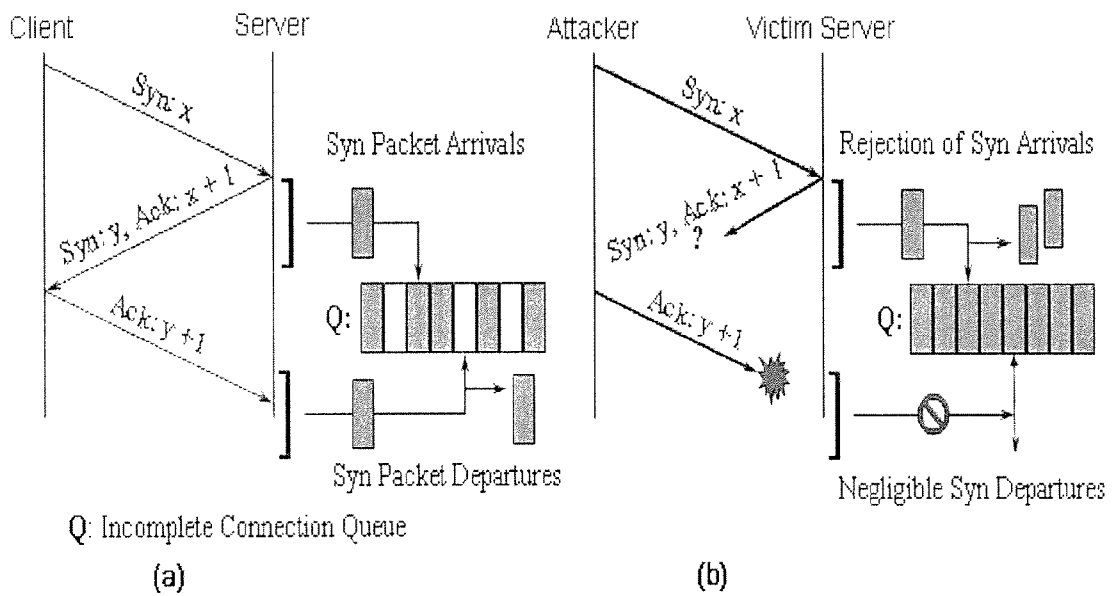 Client
Server
Syn: x
Syn: y, Ack: x + 1
Ack: y +1
Syn Packet Arrivals
Q:
Syn Packet Departures
Q: Incomplete Connection Queue
(a)
Attacker
Victim Server
Syn: x
Syn: y, Ack: x + 1
?
Ack: y +1
Rejection of Syn Arrivals
Q:
Negligible Syn Departures
(b)